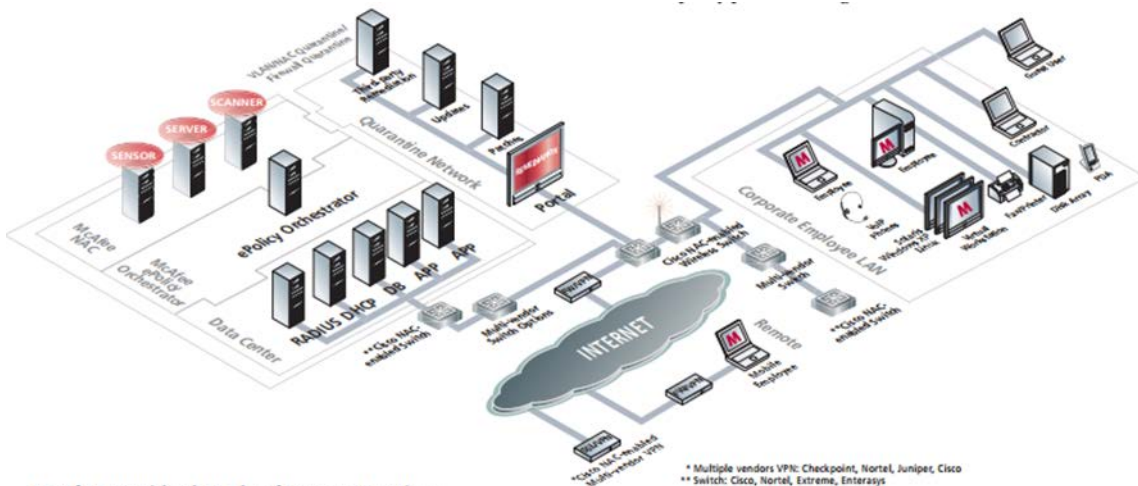 VLAN/NAC Quarantine/
Firewall Quarantine
Third-party
Remediation
Updates
Patches
Quarantine Network
Portal
SCANNER
SERVER
SENSOR
McAfee
NAC
McAfee
ePolicy
Orchestrator
ePolicy Orchestrator
Data Center
RADIUS
DHCP
DB
APP
APP
**Cisco NAC-
enabled Switch
Multi-vendor
Switch Options
Cisco NAC-enabled
Wireless Switch
Multi-vendor
Switch
**Cisco NAC-
enabled Switch
INTERNET
Remote
Mobile
Employee
*Cisco NAC-enabled
Multi-vendor VPN
Corporate Employee LAN
Guest User
Contractor
Employee
Employee
VoIP
Phones
Windows XP
Virtual
Workstation
Fax/Printer
Disk Array
PDA
* Multiple vendors VPN: Checkpoint, Nortel, Juniper, Cisco
** Switch: Cisco, Nortel, Extreme, Enterasys